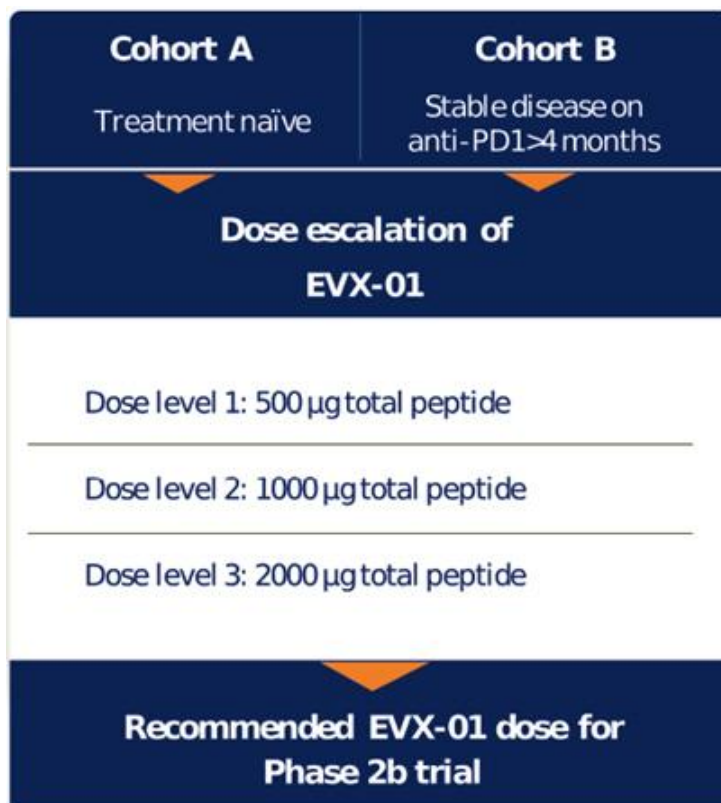 Cohort A
Treatment naïve
Cohort B
Stable disease on
anti-PD1>4 months
Dose escalation of
EVX-01
Dose level 1: 500 µg total peptide
Dose level 2: 1000 µg total peptide
Dose level 3: 2000 µg total peptide
Recommended EVX-01 dose for
Phase 2b trial